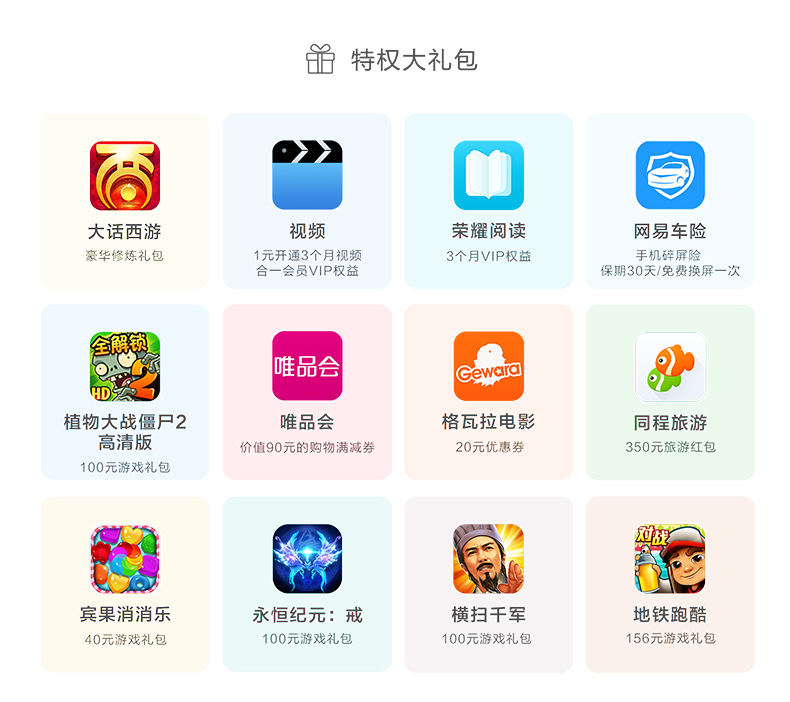 特权大礼包
大话西游
豪华修炼礼包
视频
1元开通3个月视频
合一会员VIP权益
荣耀阅读
3个月VIP权益
网易车险
手机碎屏险
保期30天/免费换屏一次
全解锁
2
HD
植物大战僵尸2
高清版
100元游戏礼包
唯品会
唯品会
价值90元的购物满减券
Gewara
格瓦拉电影
20元优惠券
同程旅游
350元旅游红包
宾果消消乐
40元游戏礼包
永恒纪元：戒
100元游戏礼包
横扫千军
100元游戏礼包
对战
地铁跑酷
156元游戏礼包